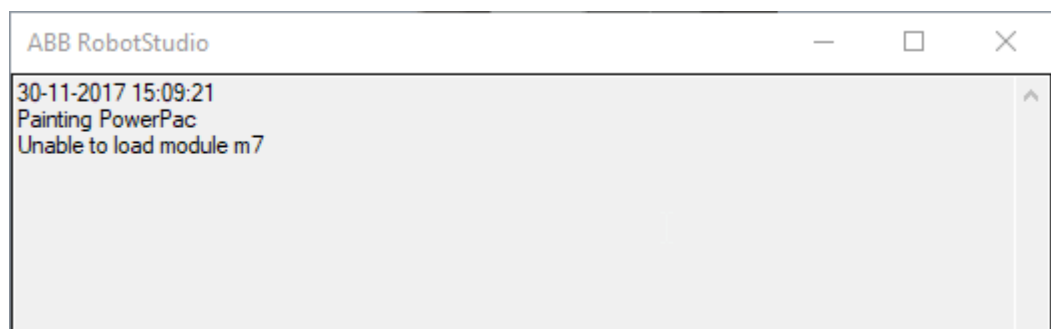 ABB RobotStudio
30-11-2017 15:09:21
Painting PowerPac
Unable to load module m7